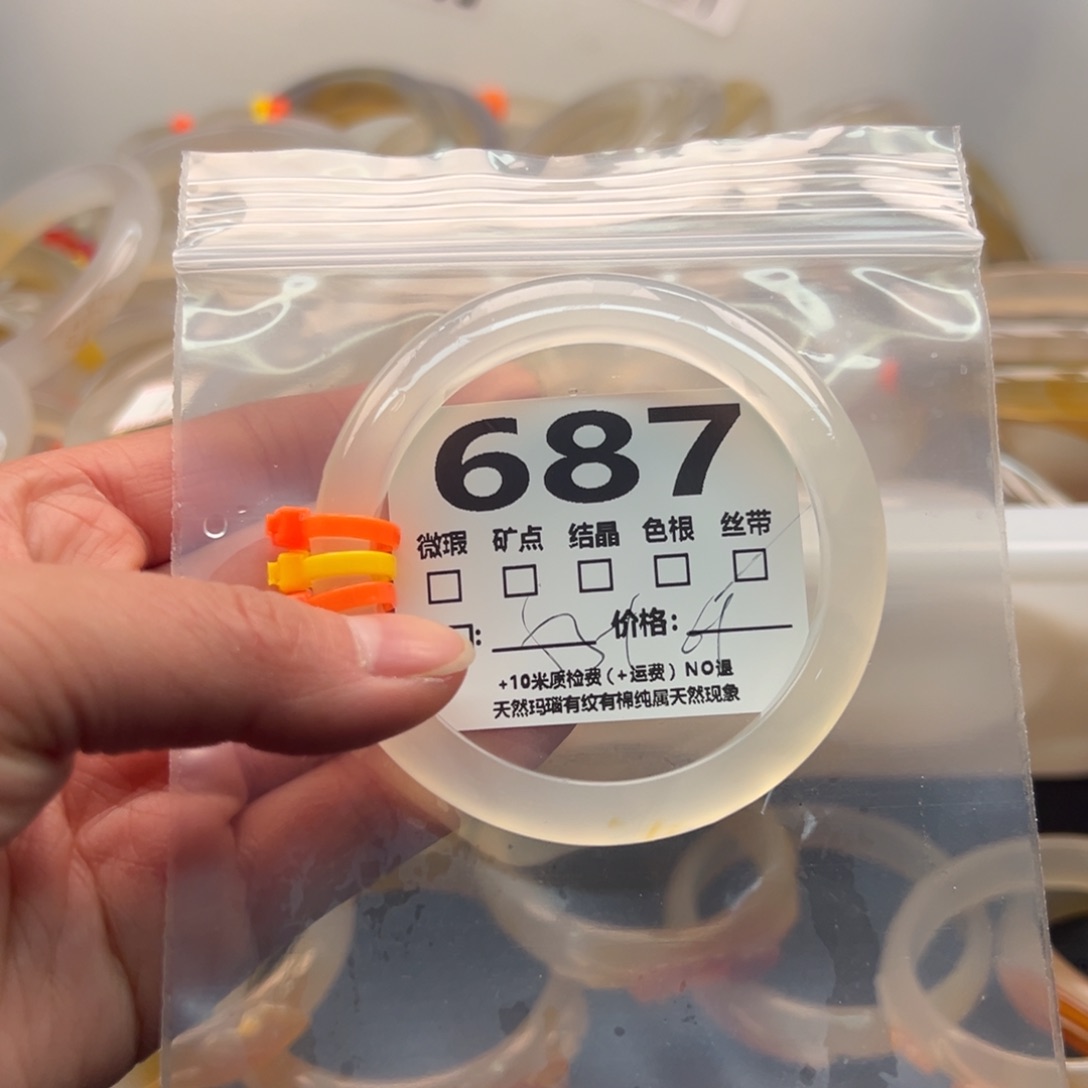 687
微瑕 矿点 结晶 色根 丝带
口: 价格:
+10米质检费(+运费) NO退
天然玛瑙有纹有棉纯属天然现象